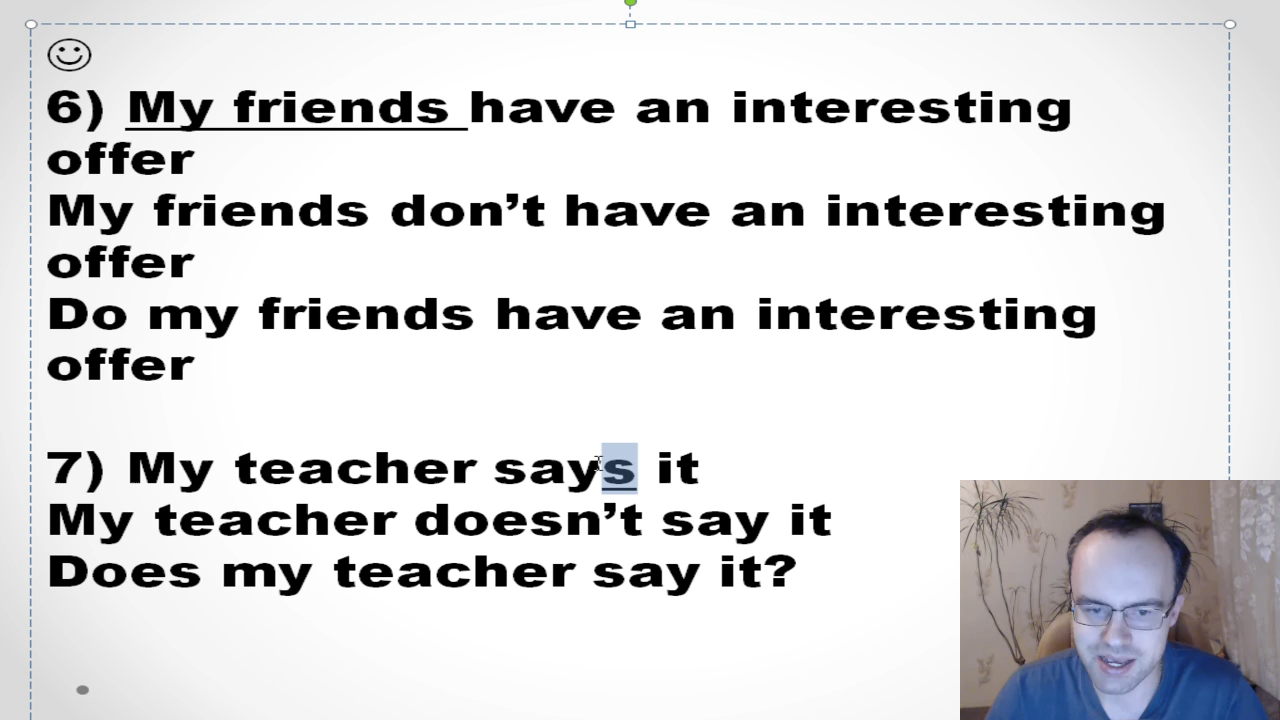 6) My friends have an interesting
offer
My friends don’t have an interesting
offer
Do my friends have an interesting
offer
7) My teacher says it
My teacher doesn’t say it
Does my teacher say it?